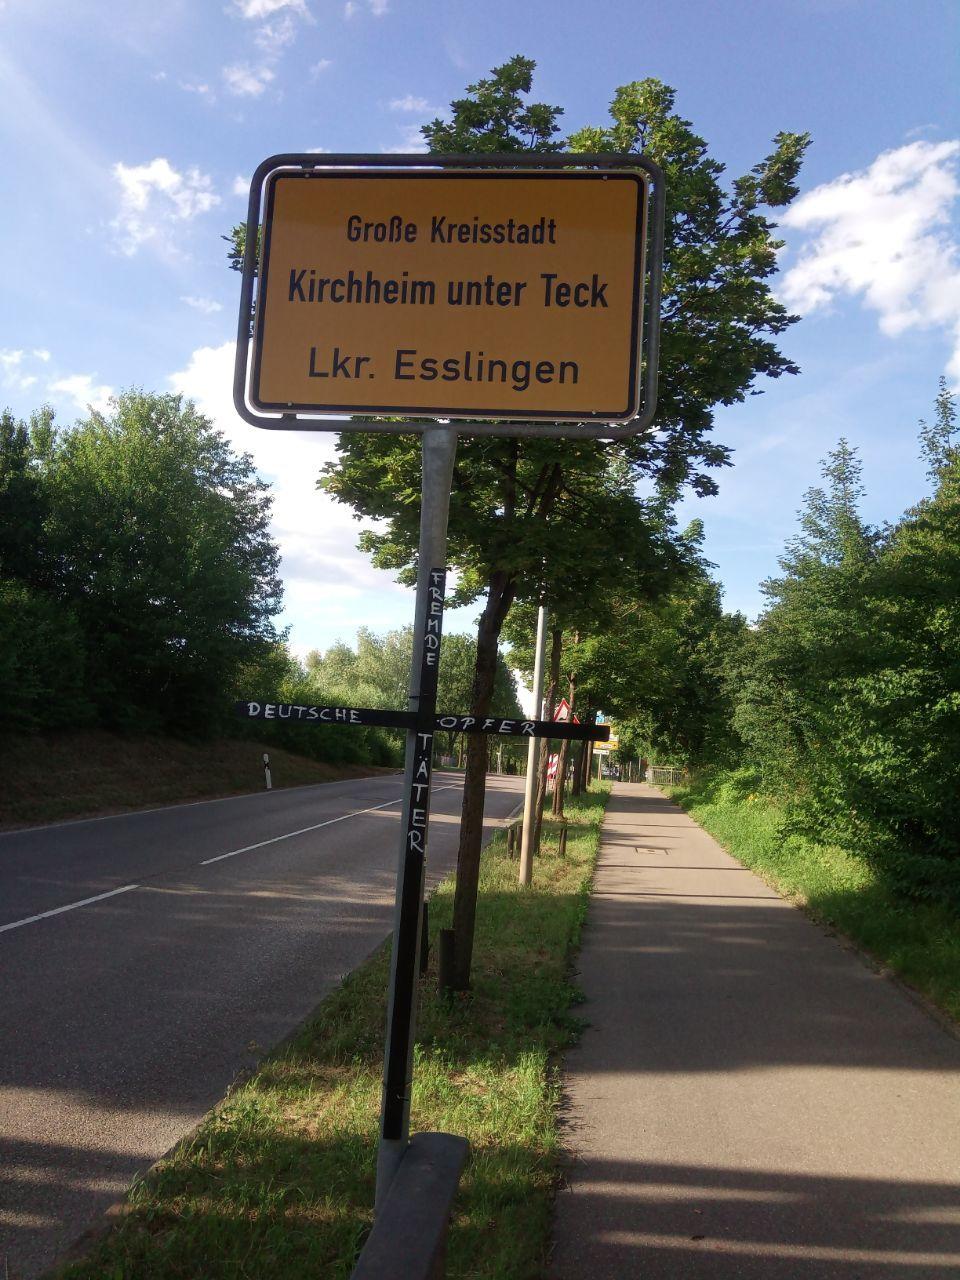 Große Kreisstadt
Kirchheim unter Teck
Lkr. Esslingen
FREMDE
DEUTSCHE OPFER
TÄTER